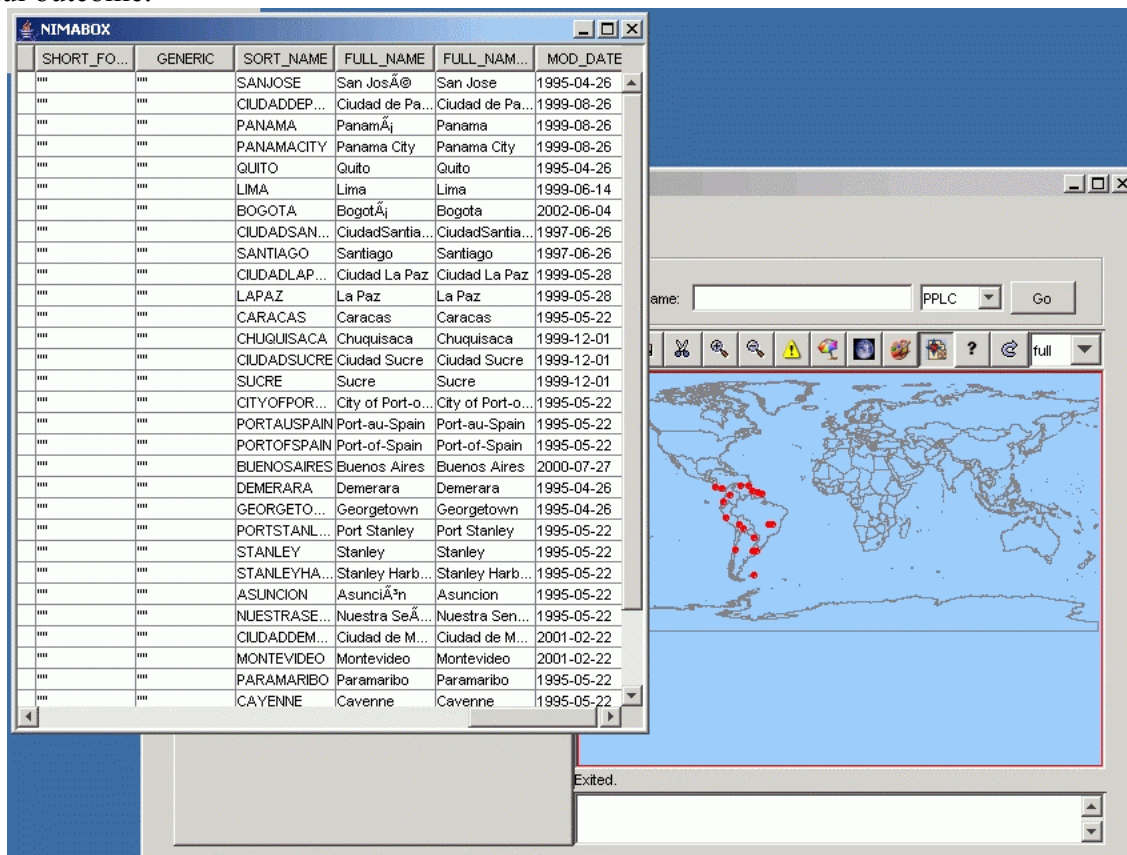 NIMABOX
SHORT_FO... GENERIC SORT_NAME FULL_NAME FULL_NAM... MOD_DATE
"" "" SANJOSE San JosÃ© San Jose 1995-04-26
"" "" CIUDADDEP... Ciudad de Pa... Ciudad de Pa... 1999-08-26
"" "" PANAMA PanamÃ¡ Panama 1999-08-26
"" "" PANAMACITY Panama City Panama City 1999-08-26
"" "" QUITO Quito Quito 1995-04-26
"" "" LIMA Lima Lima 1999-06-14
"" "" BOGOTA BogotÃ¡ Bogota 2002-06-04
"" "" CIUDADSAN... CiudadSantia... CiudadSantia... 1997-06-26
"" "" SANTIAGO Santiago Santiago 1997-06-26
"" "" CIUDADLAP... Ciudad La Paz Ciudad La Paz 1999-05-28
"" "" LAPAZ La Paz La Paz 1999-05-28
"" "" CARACAS Caracas Caracas 1995-05-22
"" "" CHUQUISACA Chuquisaca Chuquisaca 1999-12-01
"" "" CIUDADSUCRE Ciudad Sucre Ciudad Sucre 1999-12-01
"" "" SUCRE Sucre Sucre 1999-12-01
"" "" CITYOFPOR... City of Port-o... City of Port-o... 1995-05-22
"" "" PORTAUSPAIN Port-au-Spain Port-au-Spain 1995-05-22
"" "" PORTOFSPAIN Port-of-Spain Port-of-Spain 1995-05-22
"" "" BUENOSAIRES Buenos Aires Buenos Aires 2000-07-27
"" "" DEMERARA Demerara Demerara 1995-04-26
"" "" GEORGETO... Georgetown Georgetown 1995-04-26
"" "" PORTSTANL... Port Stanley Port Stanley 1995-05-22
"" "" STANLEY Stanley Stanley 1995-05-22
"" "" STANLEYHA... Stanley Harb... Stanley Harb... 1995-05-22
"" "" ASUNCION AsunciÃ³n Asuncion 1995-05-22
"" "" NUESTRASE... Nuestra SeÃ... Nuestra Sen... 1995-05-22
"" "" CIUDADDEM... Ciudad de M... Ciudad de M... 2001-02-22
"" "" MONTEVIDEO Montevideo Montevideo 2001-02-22
"" "" PARAMARIBO Paramaribo Paramaribo 1995-05-22
"" "" CAYENNE Cayenne Cayenne 1995-05-22
ame: PPLC Go
? full
Exited.